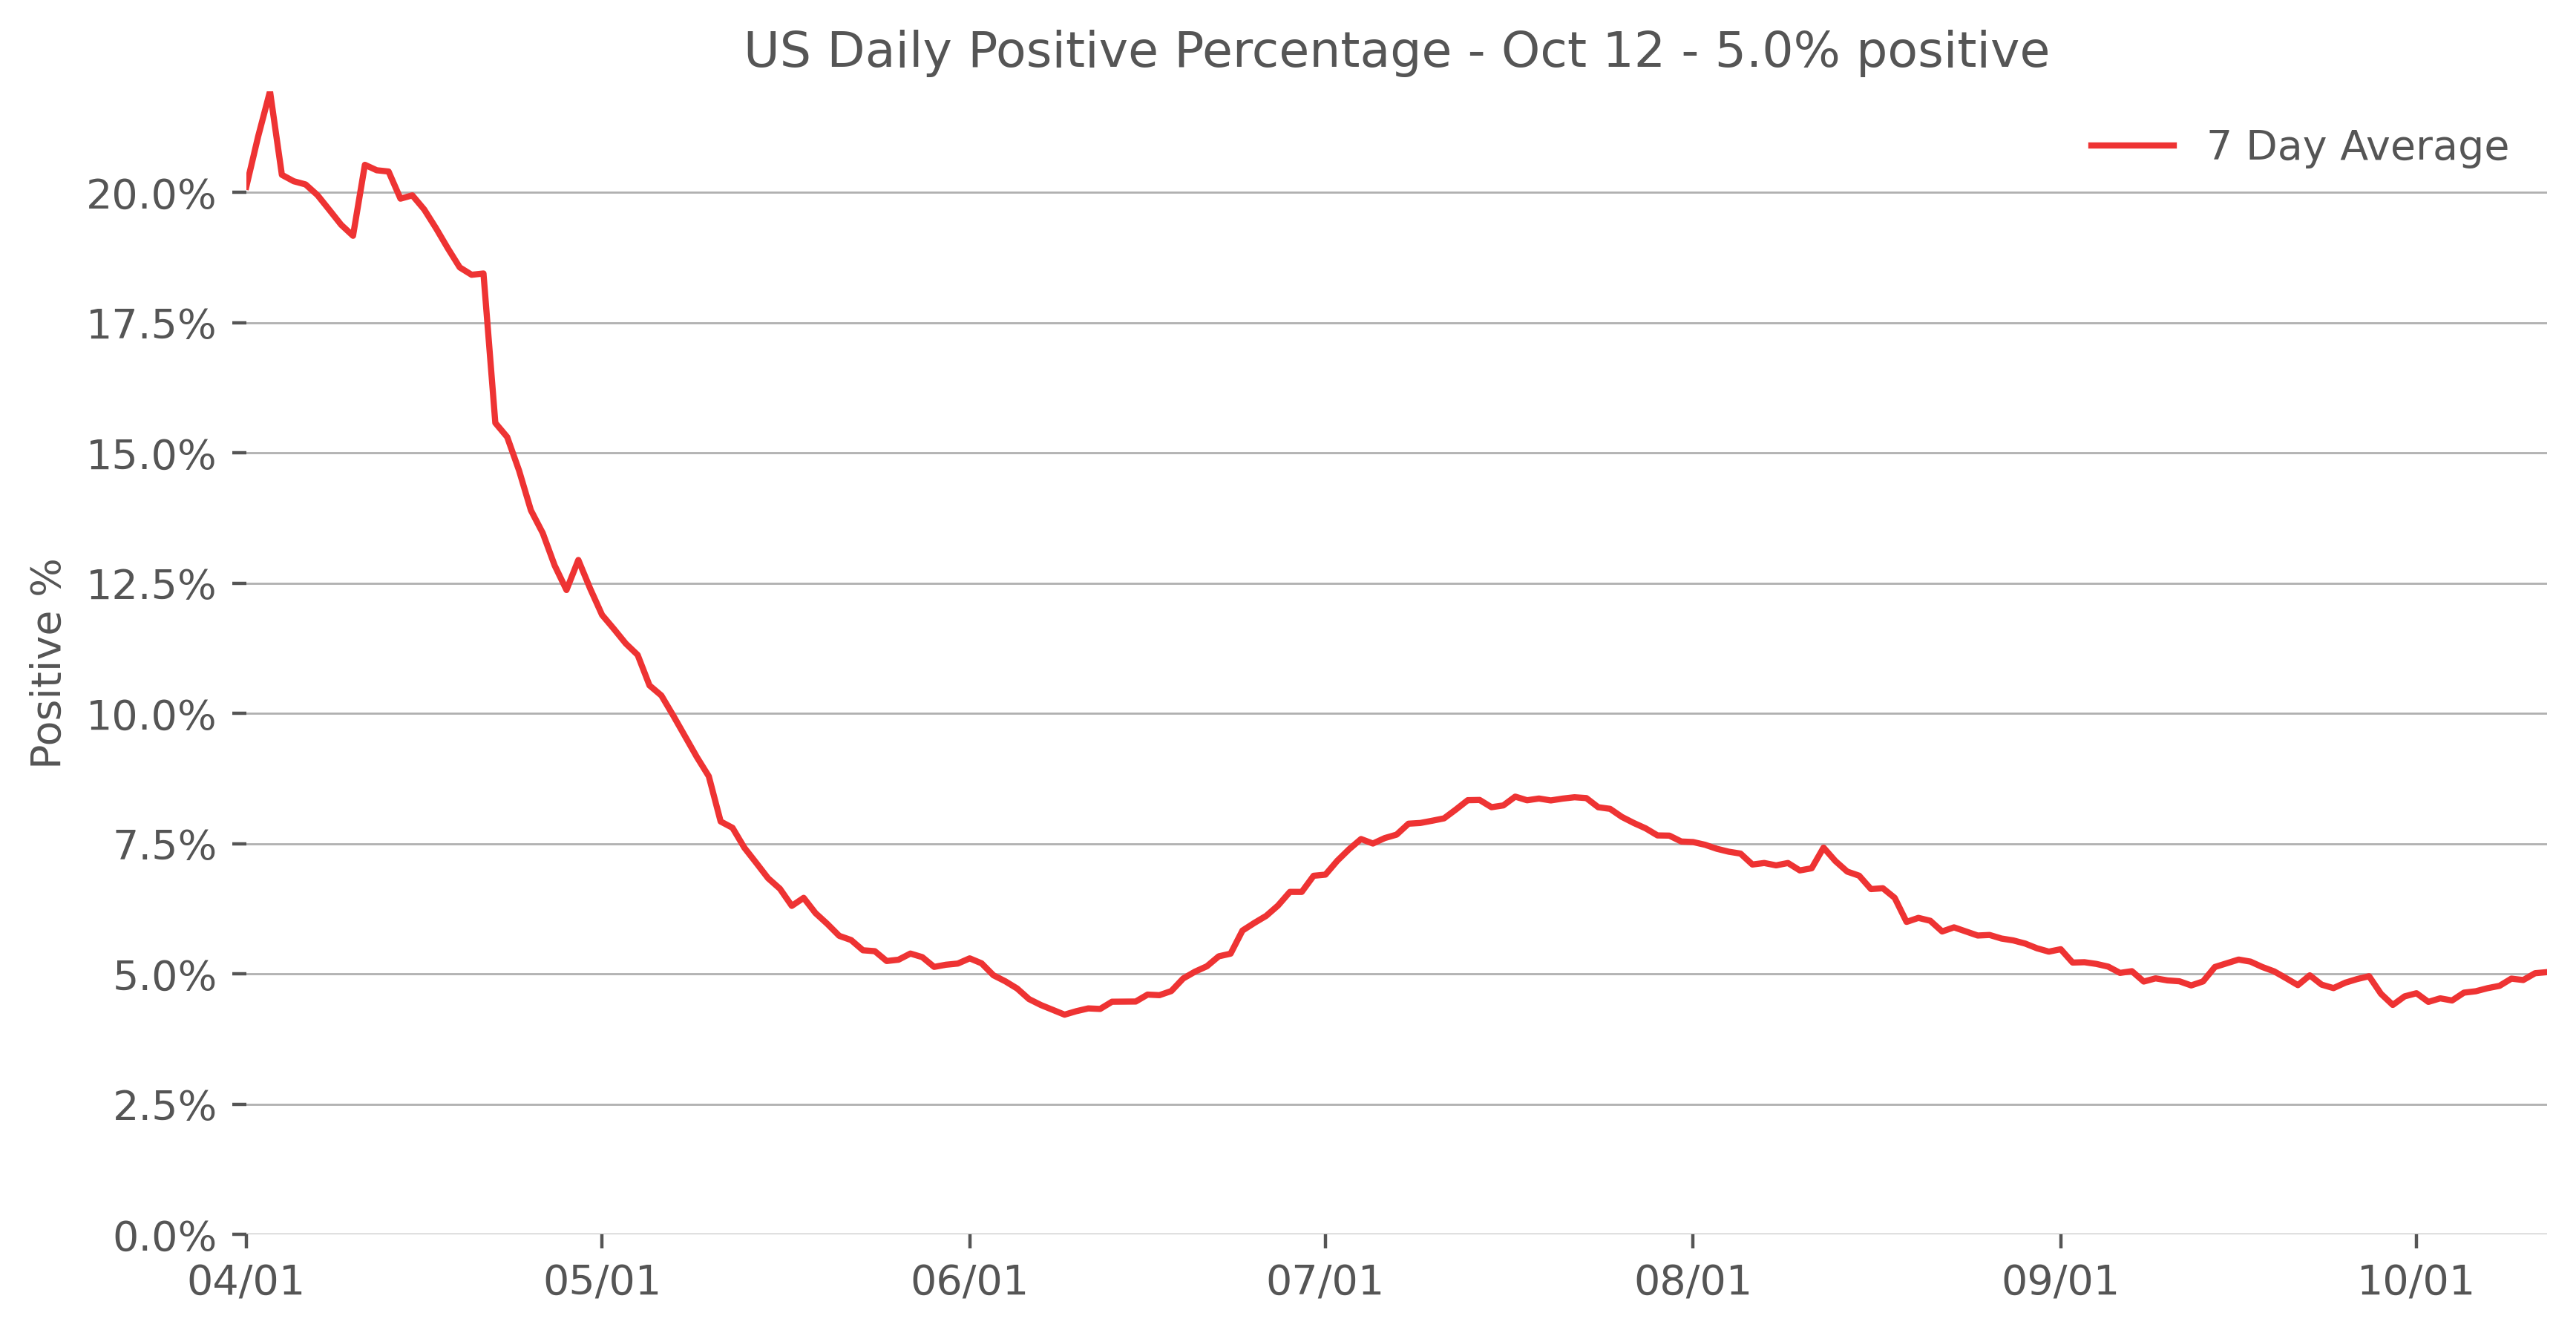 US Daily Positive Percentage - Oct 12 - 5.0% positive
7 Day Average
20.0%
17.5%
15.0%
12.5%
10.0%
7.5%
5.0%
2.5%
0.0%
Positive %
04/01 05/01 06/01 07/01 08/01 09/01 10/01